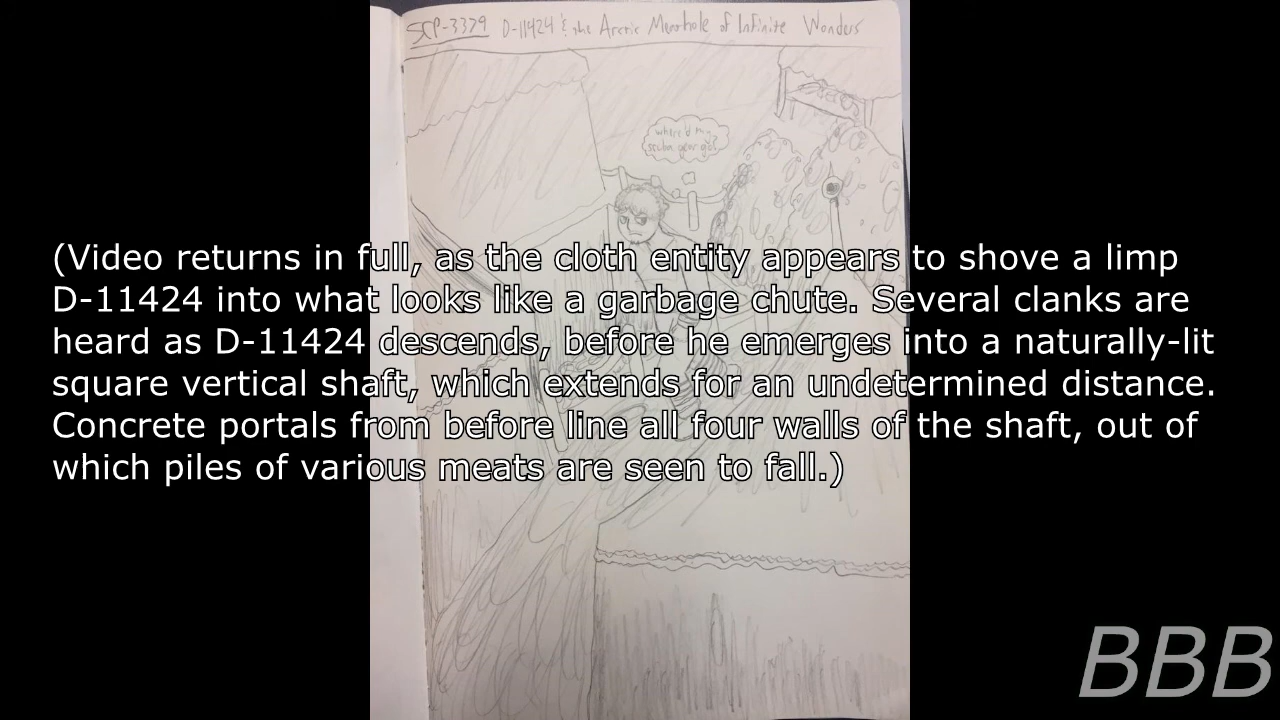 SCP-3379 D-11424 & the Arctic Menhole of Infinite Wonders
where'd my
scuba gear go?
(Video returns in full, as the cloth entity appears to shove a limp
D-11424 into what looks like a garbage chute. Several clanks are
heard as D-11424 descends, before he emerges into a naturally-lit
square vertical shaft, which extends for an undetermined distance.
Concrete portals from before line all four walls of the shaft, out of
which piles of various meats are seen to fall.)
BBB